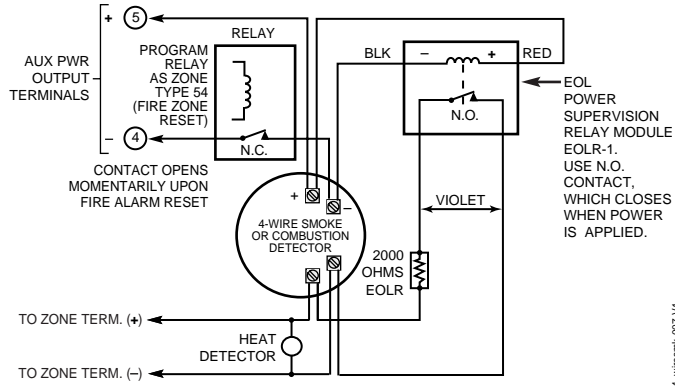 +
5
AUX PWR
OUTPUT
TERMINALS
–
4
RELAY
PROGRAM
RELAY
AS ZONE
TYPE 54
(FIRE ZONE
RESET)
N.C.
CONTACT OPENS
MOMENTARILY UPON
FIRE ALARM RESET
BLK
–
+
RED
N.O.
EOL
POWER
SUPERVISION
RELAY MODULE
EOLR-1.
USE N.O.
CONTACT,
WHICH CLOSES
WHEN POWER
IS APPLIED.
+
–
4-WIRE SMOKE
OR COMBUSTION
DETECTOR
VIOLET
2000
OHMS
EOLR
TO ZONE TERM. (+)
HEAT
DETECTOR
TO ZONE TERM. (–)